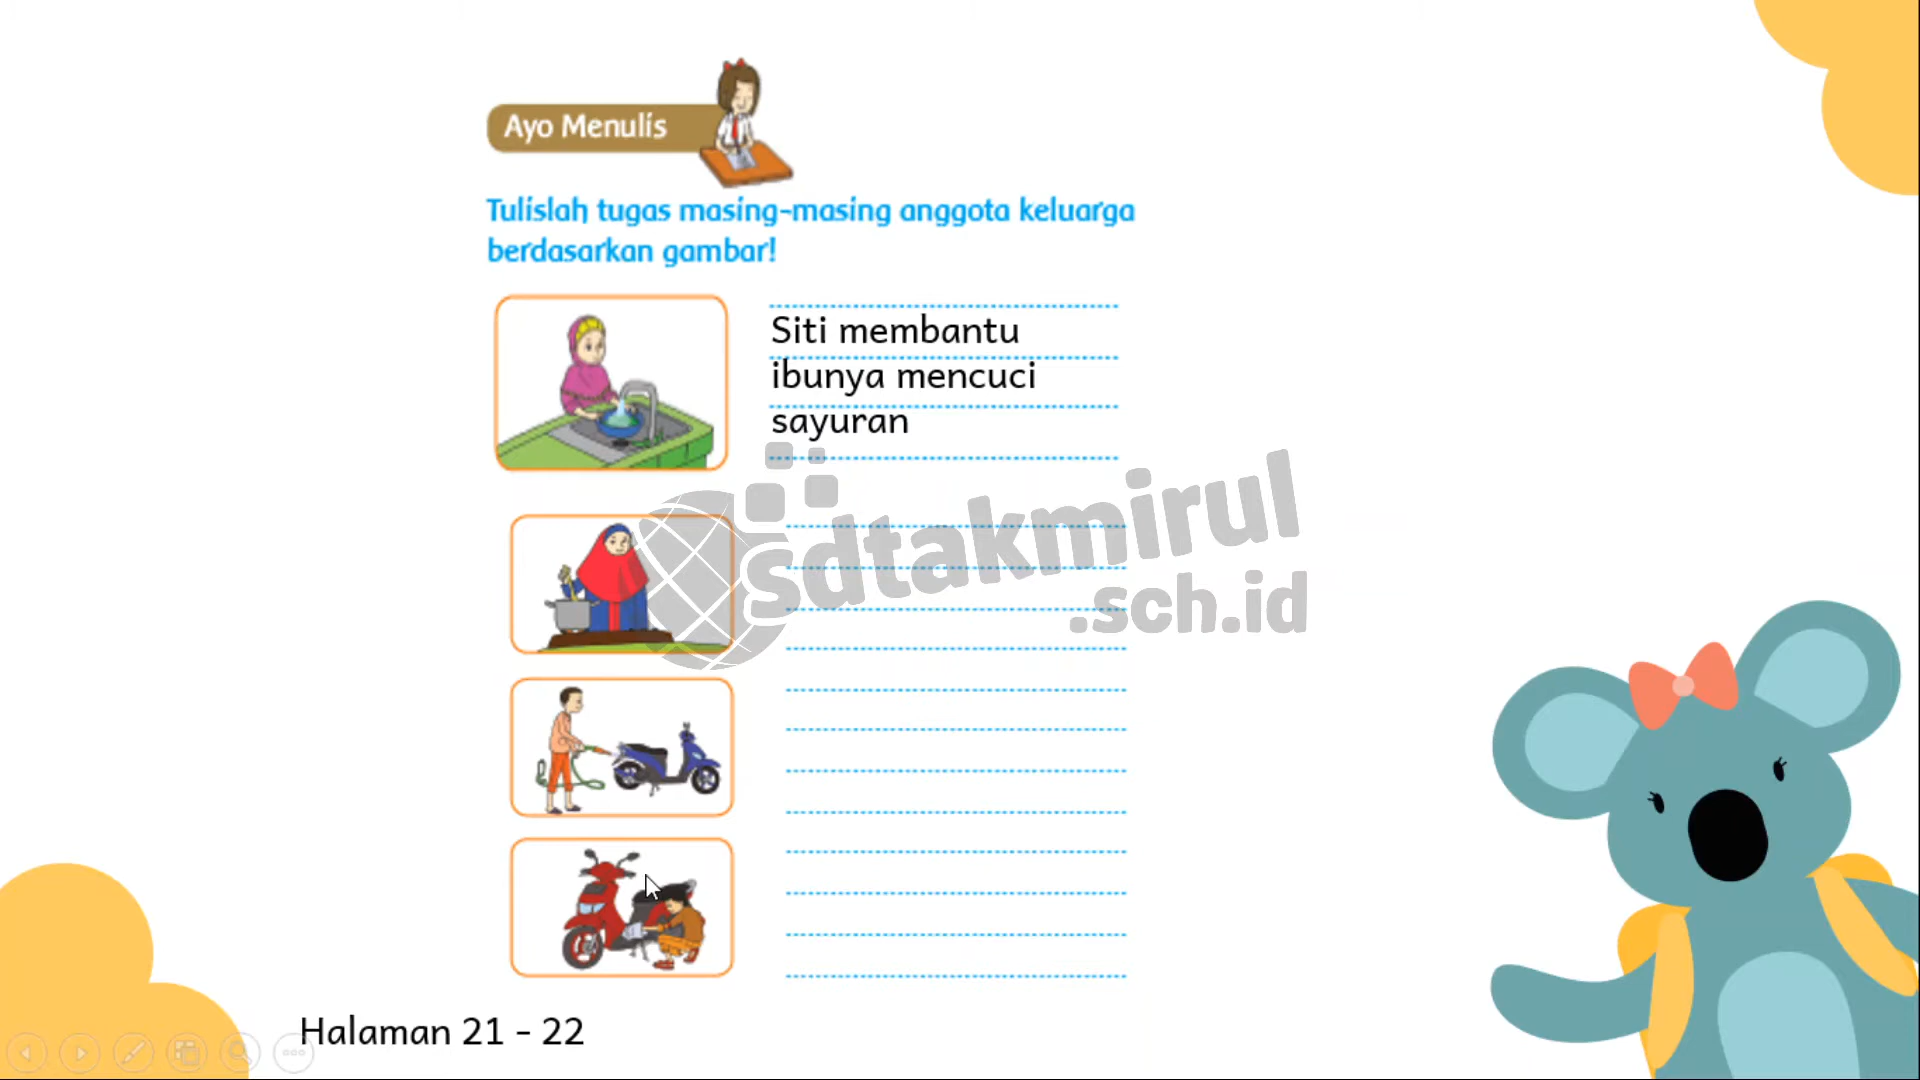 Ayo Menulis
Tulislah tugas masing-masing anggota keluarga
berdasarkan gambar!
Siti membantu
ibunya mencuci
sayuran
sdtakmirul
.sch.id
Halaman 21 - 22